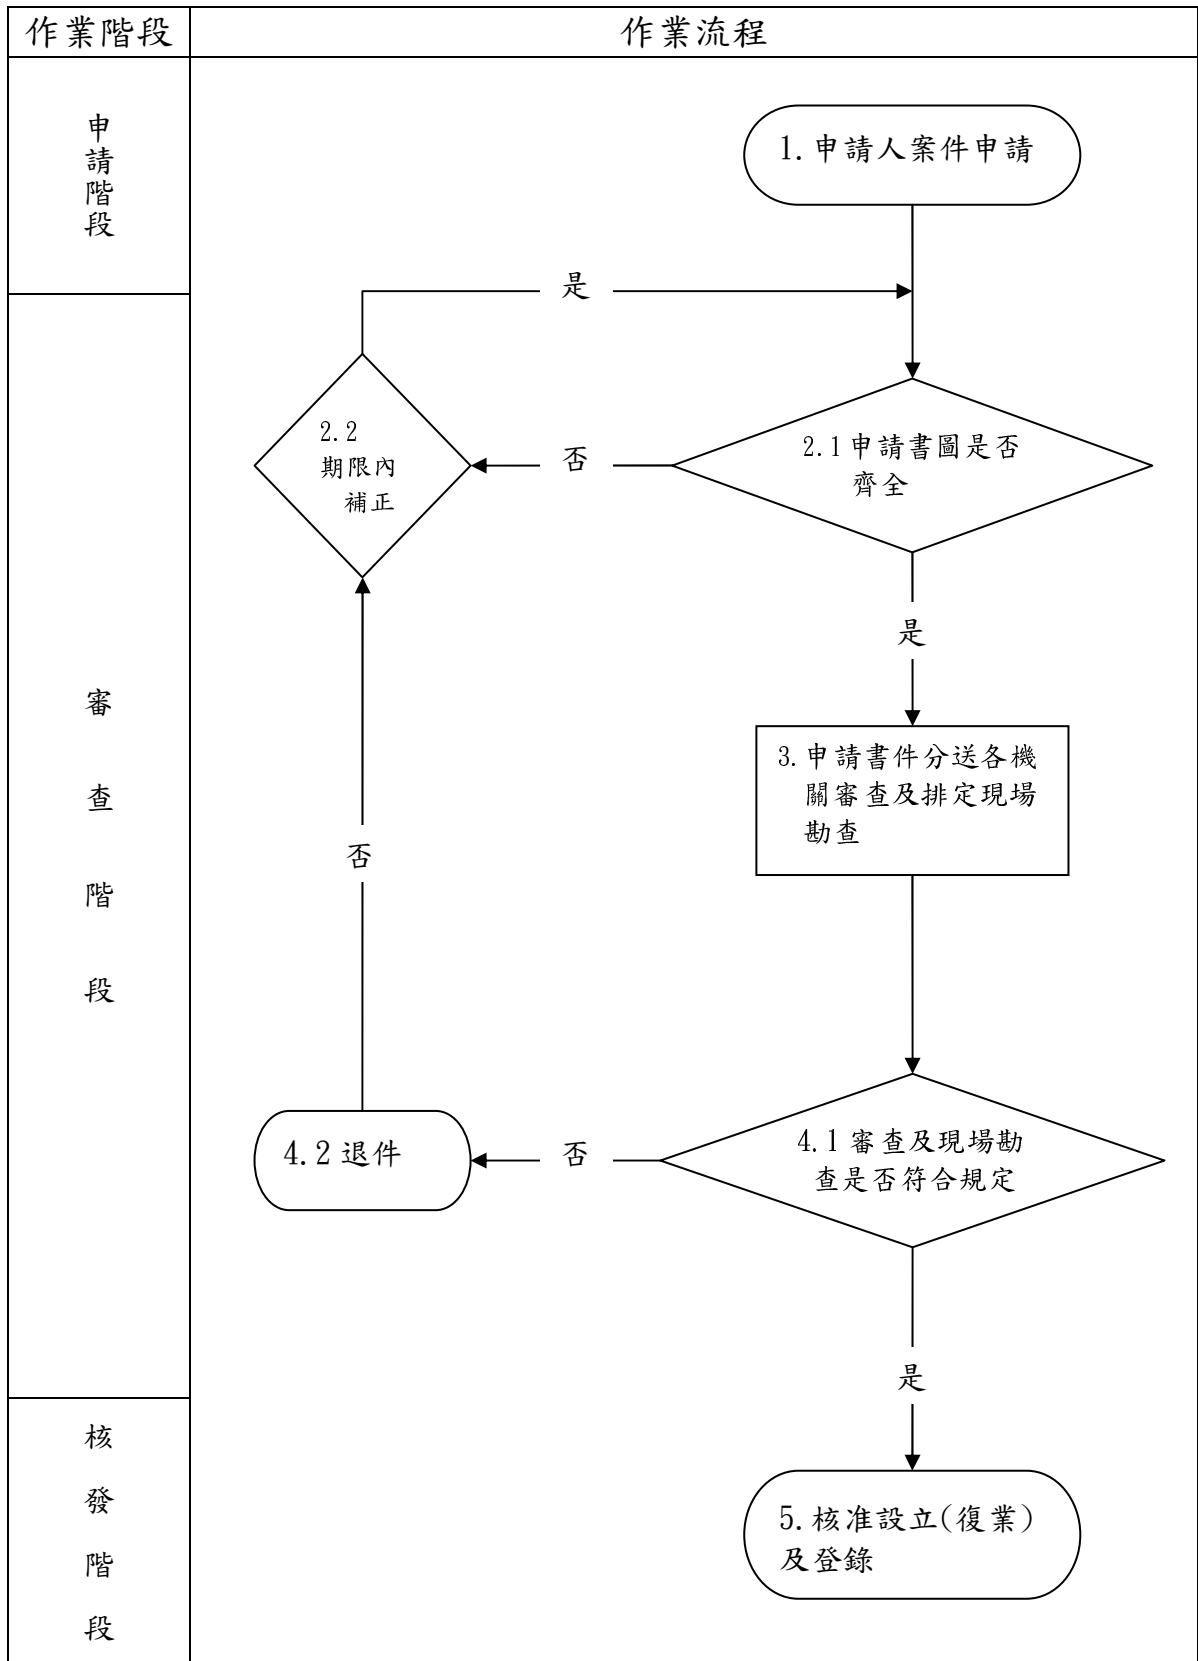 作業階段
作業流程
申請階段
1.申請人案件申請
是
審查階段
2.2
期限內
補正
否
2.1申請書圖是否
齊全
是
3.申請書件分送各機
關審查及排定現場
勘查
否
4.2退件
否
4.1審查及現場勘
查是否符合規定
是
核發階段
5.核准設立(復業)
及登錄